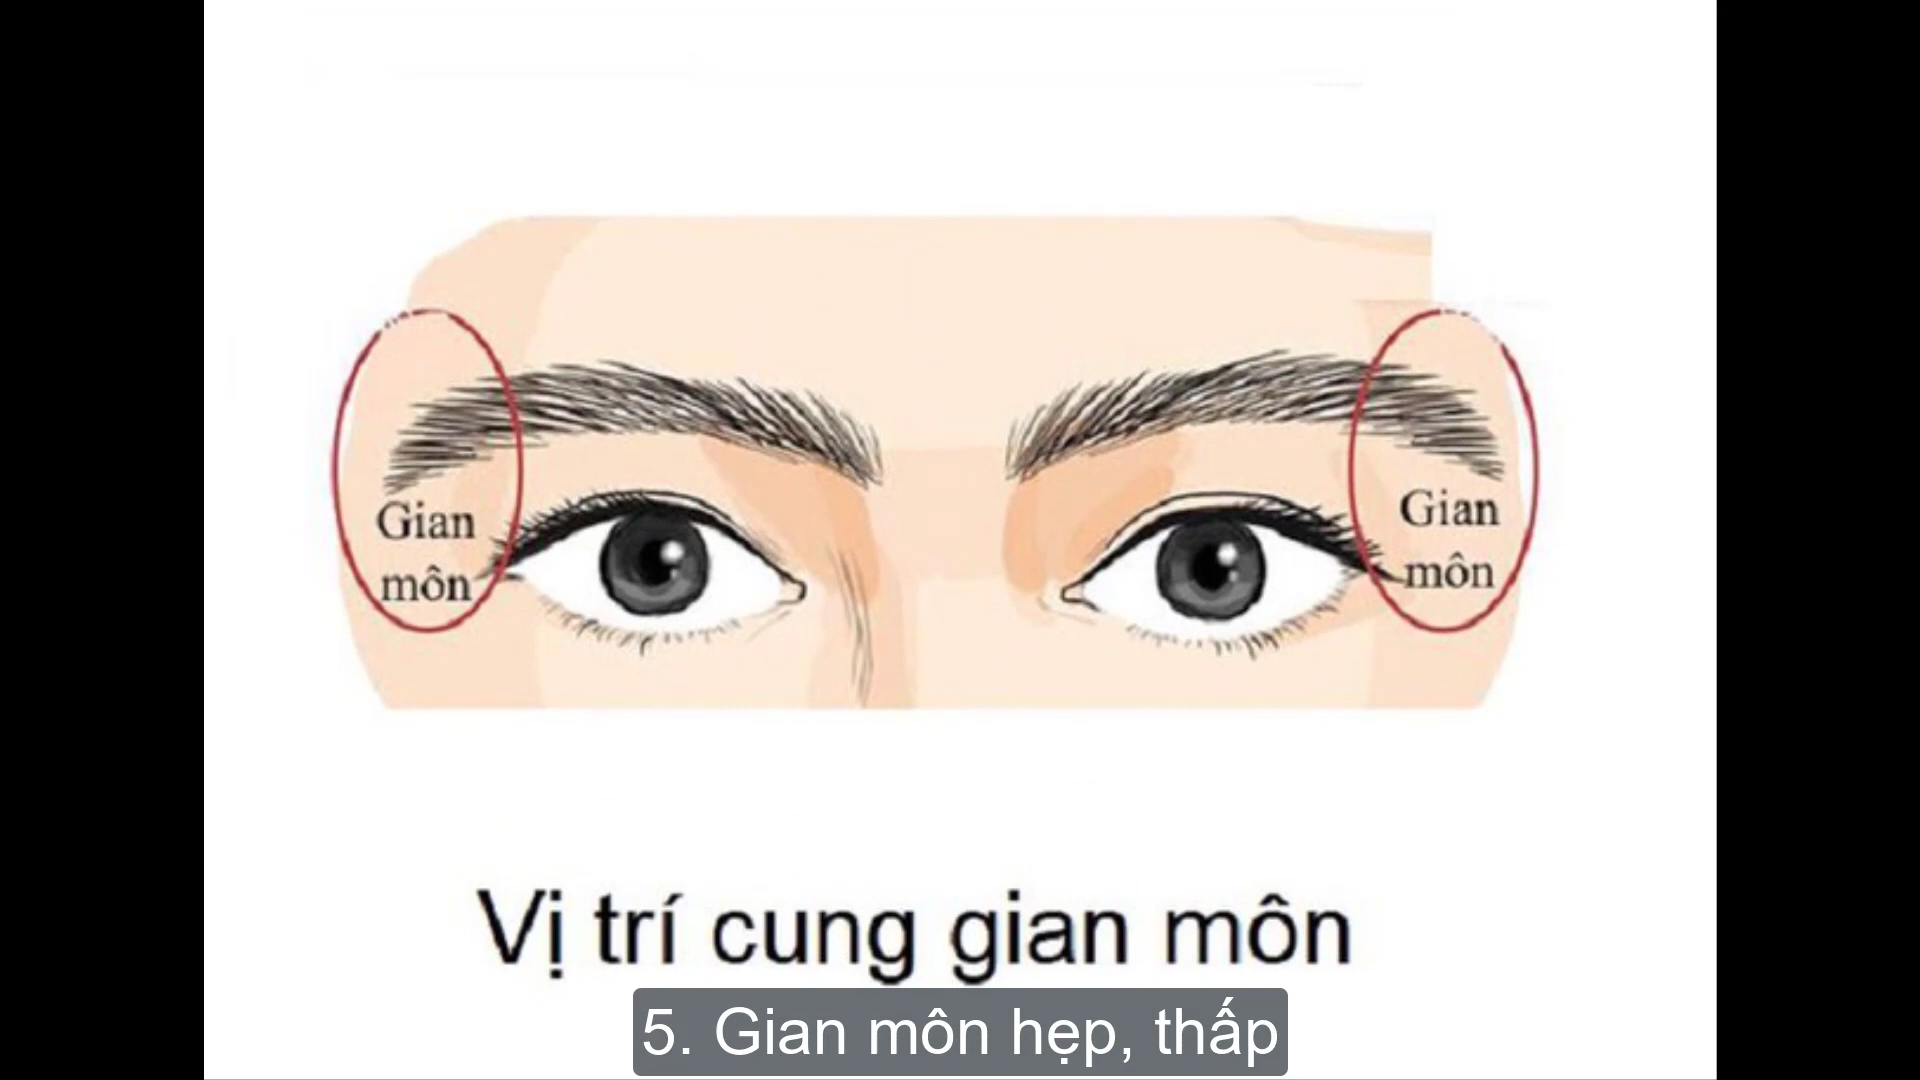 Gian
môn
Gian
môn
Vị trí cung gian môn
5. Gian môn hẹp, thấp